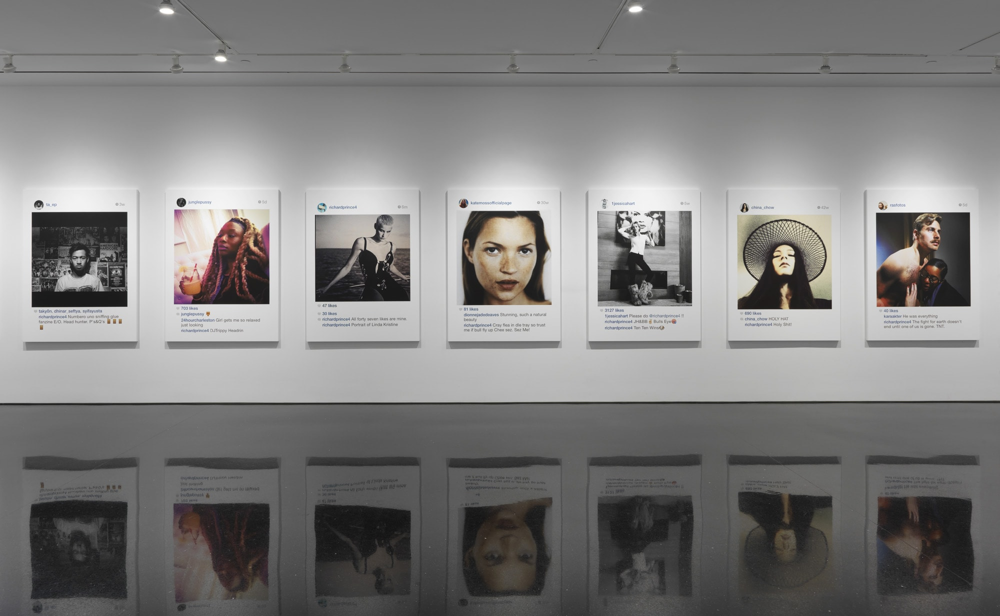 ta_ep
3w
AMERICAN
HARDCORE
taky0n, dhinar_seftya, syifayusta
richardprince4 Numbero uno sniffing glue
fanzine E/O. Head hunter. P's&Q's
junglepussy
5d
703 likes
junglepussy
24hourcharleston Girl gets me so relaxed
just looking
richardprince4 DJTrippy Headrin
richardprince4
6m
47 likes
30 likes
richardprince4 All forty seven likes are mine.
richardprince4 Portrait of Linda Kristine
katemossofficialpage
30w
81 likes
dionnejadedeaves Stunning, such a natural
beauty
richardprince4 Cray flea in dle tray so trust
me if bull fly up Chee sez. Sez Me!
1jessicahart
5w
3127 likes
1jessicahart Please do @richardprince4 !!
richardprince4 JH&BB✌ Bulls Eye
richardprince4 Ten Ten Wins🐶
china_chow
42w
690 likes
china_chow HOLY HAT
richardprince4 Holy Shit!
rasfotos
5d
40 likes
karaakter He was everything
richardprince4 The fight for earth doesn't
end until one of us is gone. TNT.